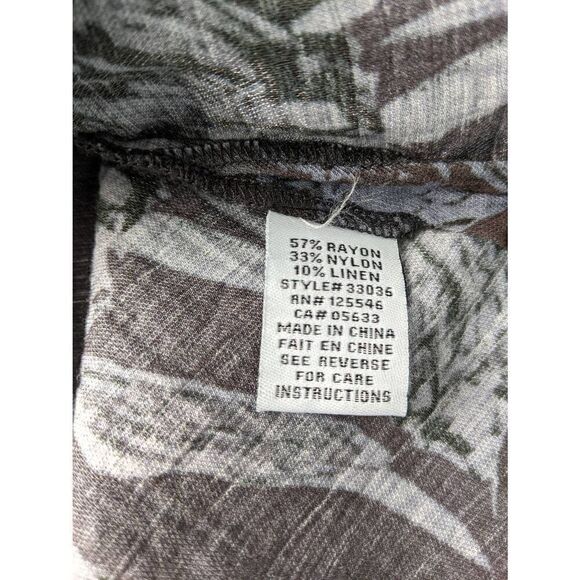 57% RAYON
33% NYLON
10% LINEN
STYLE# 33036
RN# 125546
CA# 05633
MADE IN CHINA
FAIT EN CHINE
SEE REVERSE
FOR CARE
INSTRUCTIONS